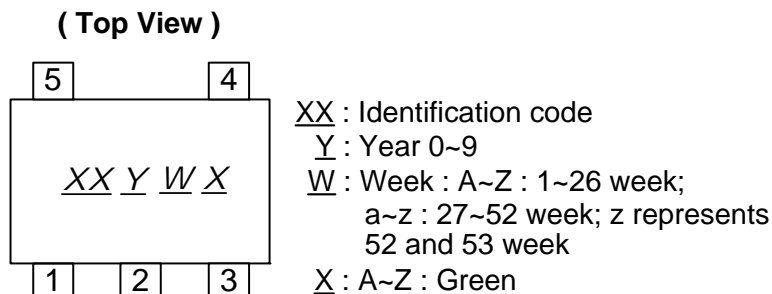 ( Top View )
5 4
XX Y W X
1 2 3
XX : Identification code
Y : Year 0~9
W : Week : A~Z : 1~26 week;
a~z : 27~52 week; z represents
52 and 53 week
X : A~Z : Green